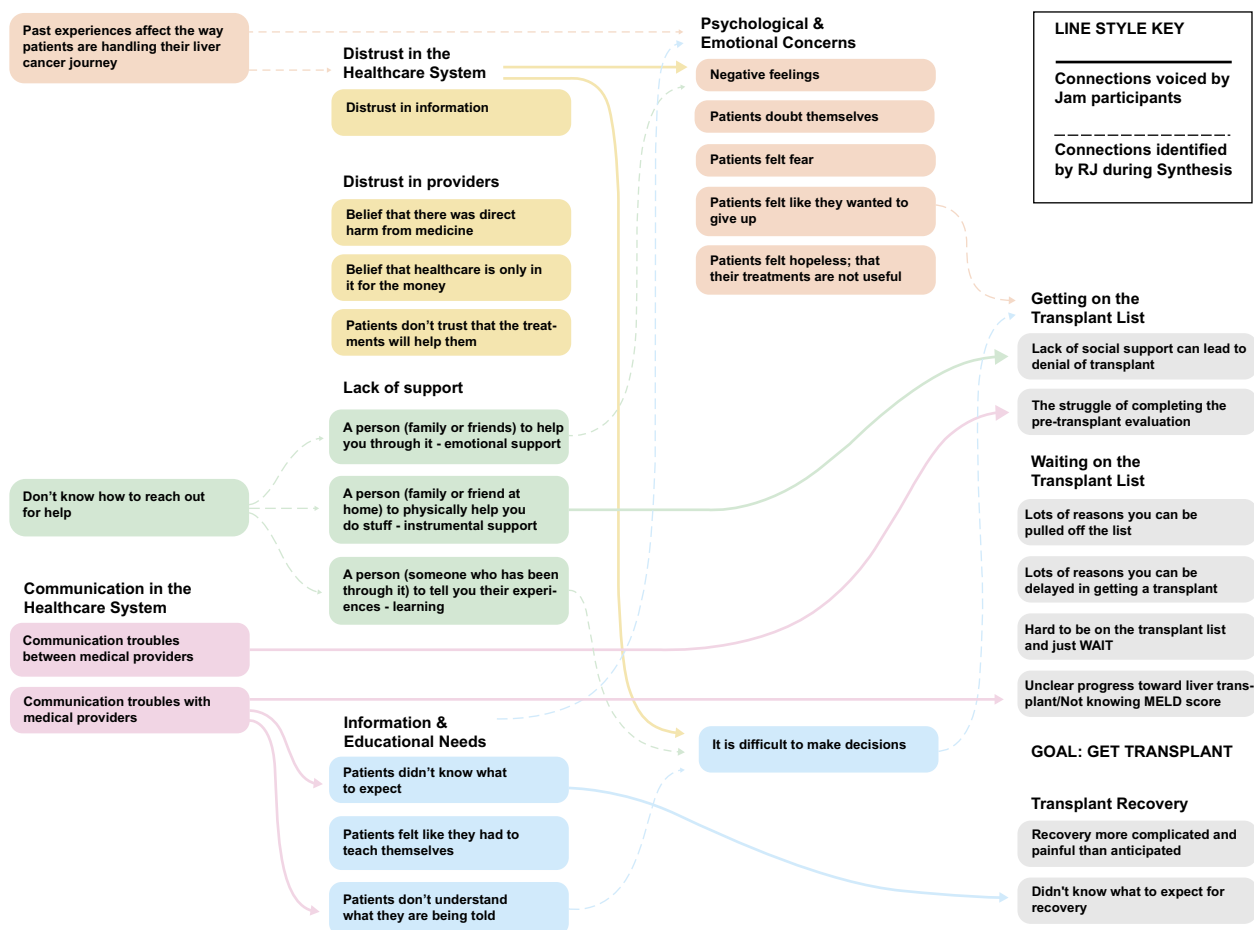 Past experiences affect the way
patients are handling their liver
cancer journey
Don’t know how to reach out
for help
Communication in the
Healthcare System
Communication troubles
between medical providers
Communication troubles with
medical providers
Distrust in the
Healthcare System
Distrust in information
Distrust in providers
Belief that there was direct
harm from medicine
Belief that healthcare is only in
it for the money
Patients don’t trust that the treat-
ments will help them
Lack of support
A person (family or friends) to help
you through it - emotional support
A person (family or friend at
home) to physically help you
do stuff - instrumental support
A person (someone who has been
through it) to tell you their experi-
ences - learning
Information &
Educational Needs
Patients didn’t know what
to expect
Patients felt like they had to
teach themselves
Patients don’t understand
what they are being told
Psychological &
Emotional Concerns
Negative feelings
Patients doubt themselves
Patients felt fear
Patients felt like they wanted to
give up
Patients felt hopeless; that
their treatments are not useful
It is difficult to make decisions
LINE STYLE KEY
Connections voiced by
Jam participants
Connections identified
by RJ during Synthesis
Getting on the
Transplant List
Lack of social support can lead to
denial of transplant
The struggle of completing the
pre-transplant evaluation
Waiting on the
Transplant List
Lots of reasons you can be
pulled off the list
Lots of reasons you can be
delayed in getting a transplant
Hard to be on the transplant list
and just WAIT
Unclear progress toward liver trans-
plant/Not knowing MELD score
GOAL: GET TRANSPLANT
Transplant Recovery
Recovery more complicated and
painful than anticipated
Didn't know what to expect for
recovery